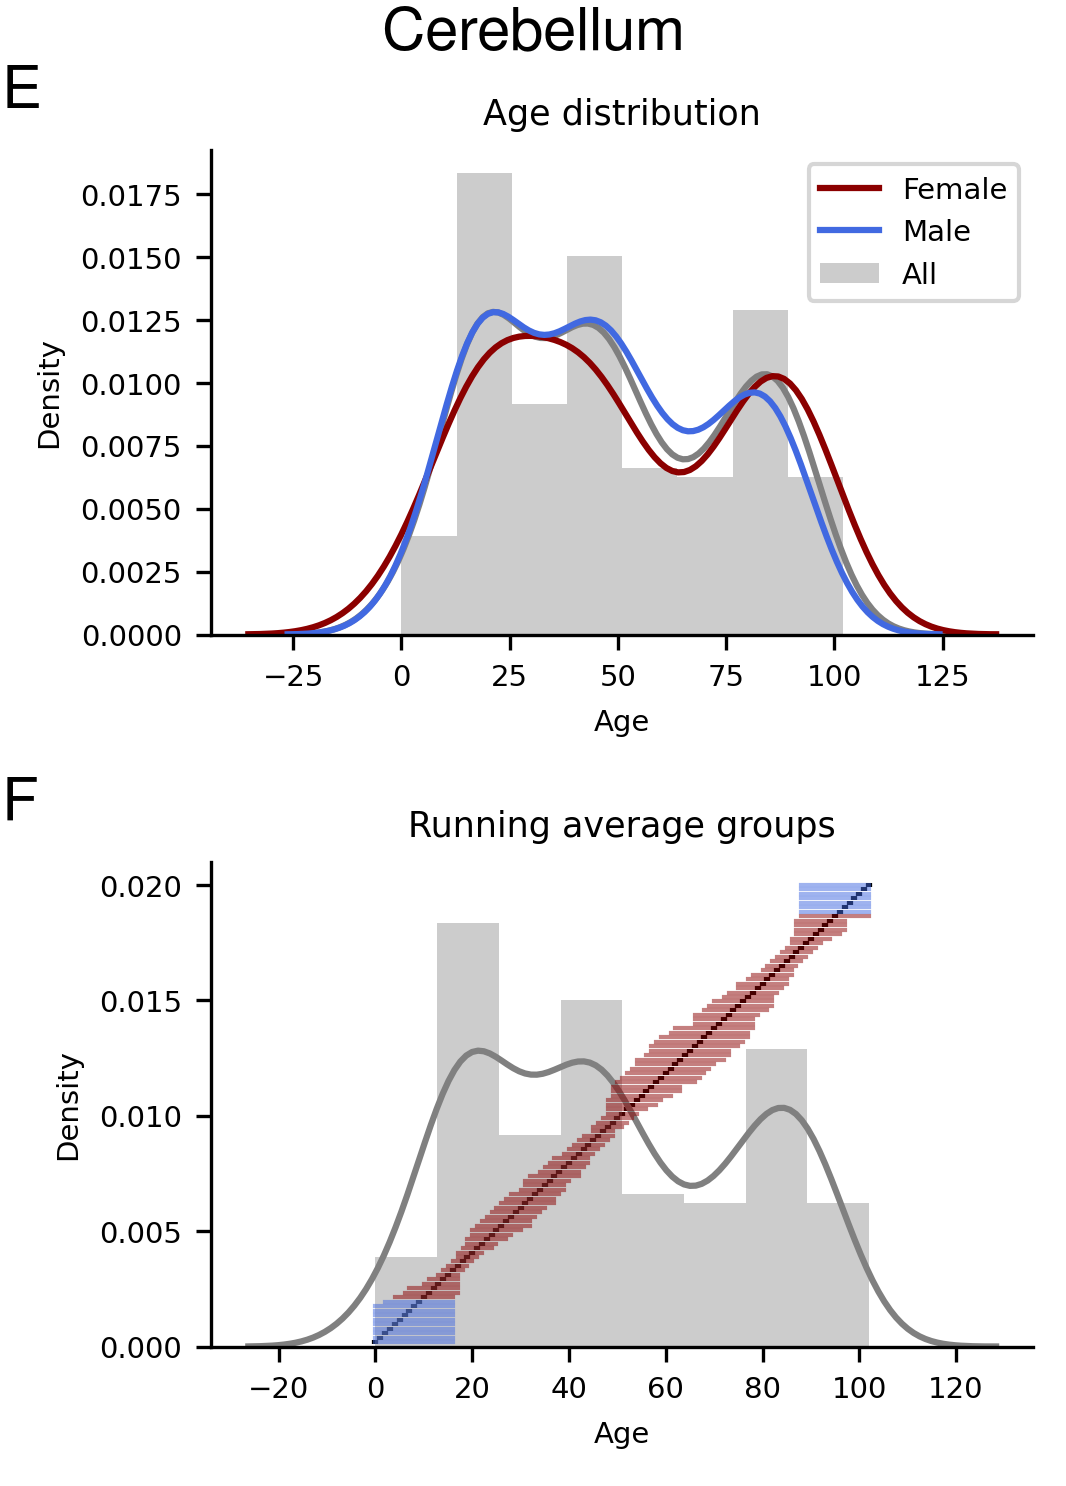 Cerebellum
E
Age distribution
Female
Male
All
0.0175
0.0150
0.0125
0.0100
0.0075
0.0050
0.0025
0.0000
Density
−25 0 25 50 75 100 125
Age
F
Running average groups
0.020
0.015
0.010
0.005
0.000
Density
−20 0 20 40 60 80 100 120
Age